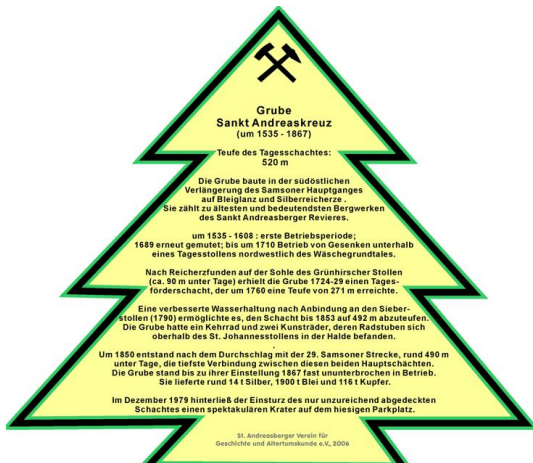 Grube
Sankt Andreaskreuz
(um 1535 - 1867)
Teufe des Tagesschachtes:
520 m
Die Grube baute in der südöstlichen
Verlängerung des Samsoner Hauptganges
auf Bleiglanz und Silberreicherze .
Sie zählt zu ältesten und bedeutendsten Bergwerken
des Sankt Andreasberger Revieres.
um 1535 - 1608 : erste Betriebsperiode;
1689 erneut gemutet; bis um 1710 Betrieb von Gesenken unterhalb
eines Tagesstollens nordwestlich des Wäschegrundtales.
Nach Reicherzfunden auf der Sohle des Grünhirscher Stollen
(ca. 90 m unter Tage) erhielt die Grube 1724-29 einen Tages-
förderschacht, der um 1760 eine Teufe von 271 m erreichte.
Eine verbesserte Wasserhaltung nach Anbindung an den Sieber-
stollen (1790) ermöglichte es, den Schacht bis 1853 auf 492 m abzuteufen.
Die Grube hatte ein Kehrrad und zwei Kunsträder, deren Radstuben sich
oberhalb des St. Johannesstollens in der Halde befanden.
.
Um 1850 entstand nach dem Durchschlag mit der 29. Samsoner Strecke, rund 490 m
unter Tage, die tiefste Verbindung zwischen diesen beiden Hauptschächten.
Die Grube stand bis zu ihrer Einstellung 1867 fast ununterbrochen in Betrieb.
Sie lieferte rund 14 t Silber, 1900 t Blei und 116 t Kupfer.
Im Dezember 1979 hinterließ der Einsturz des nur unzureichend abgedeckten
Schachtes einen spektakulären Krater auf dem hiesigen Parkplatz.
St. Andreasberger Verein für
Geschichte und Altertumskunde e.V., 2006